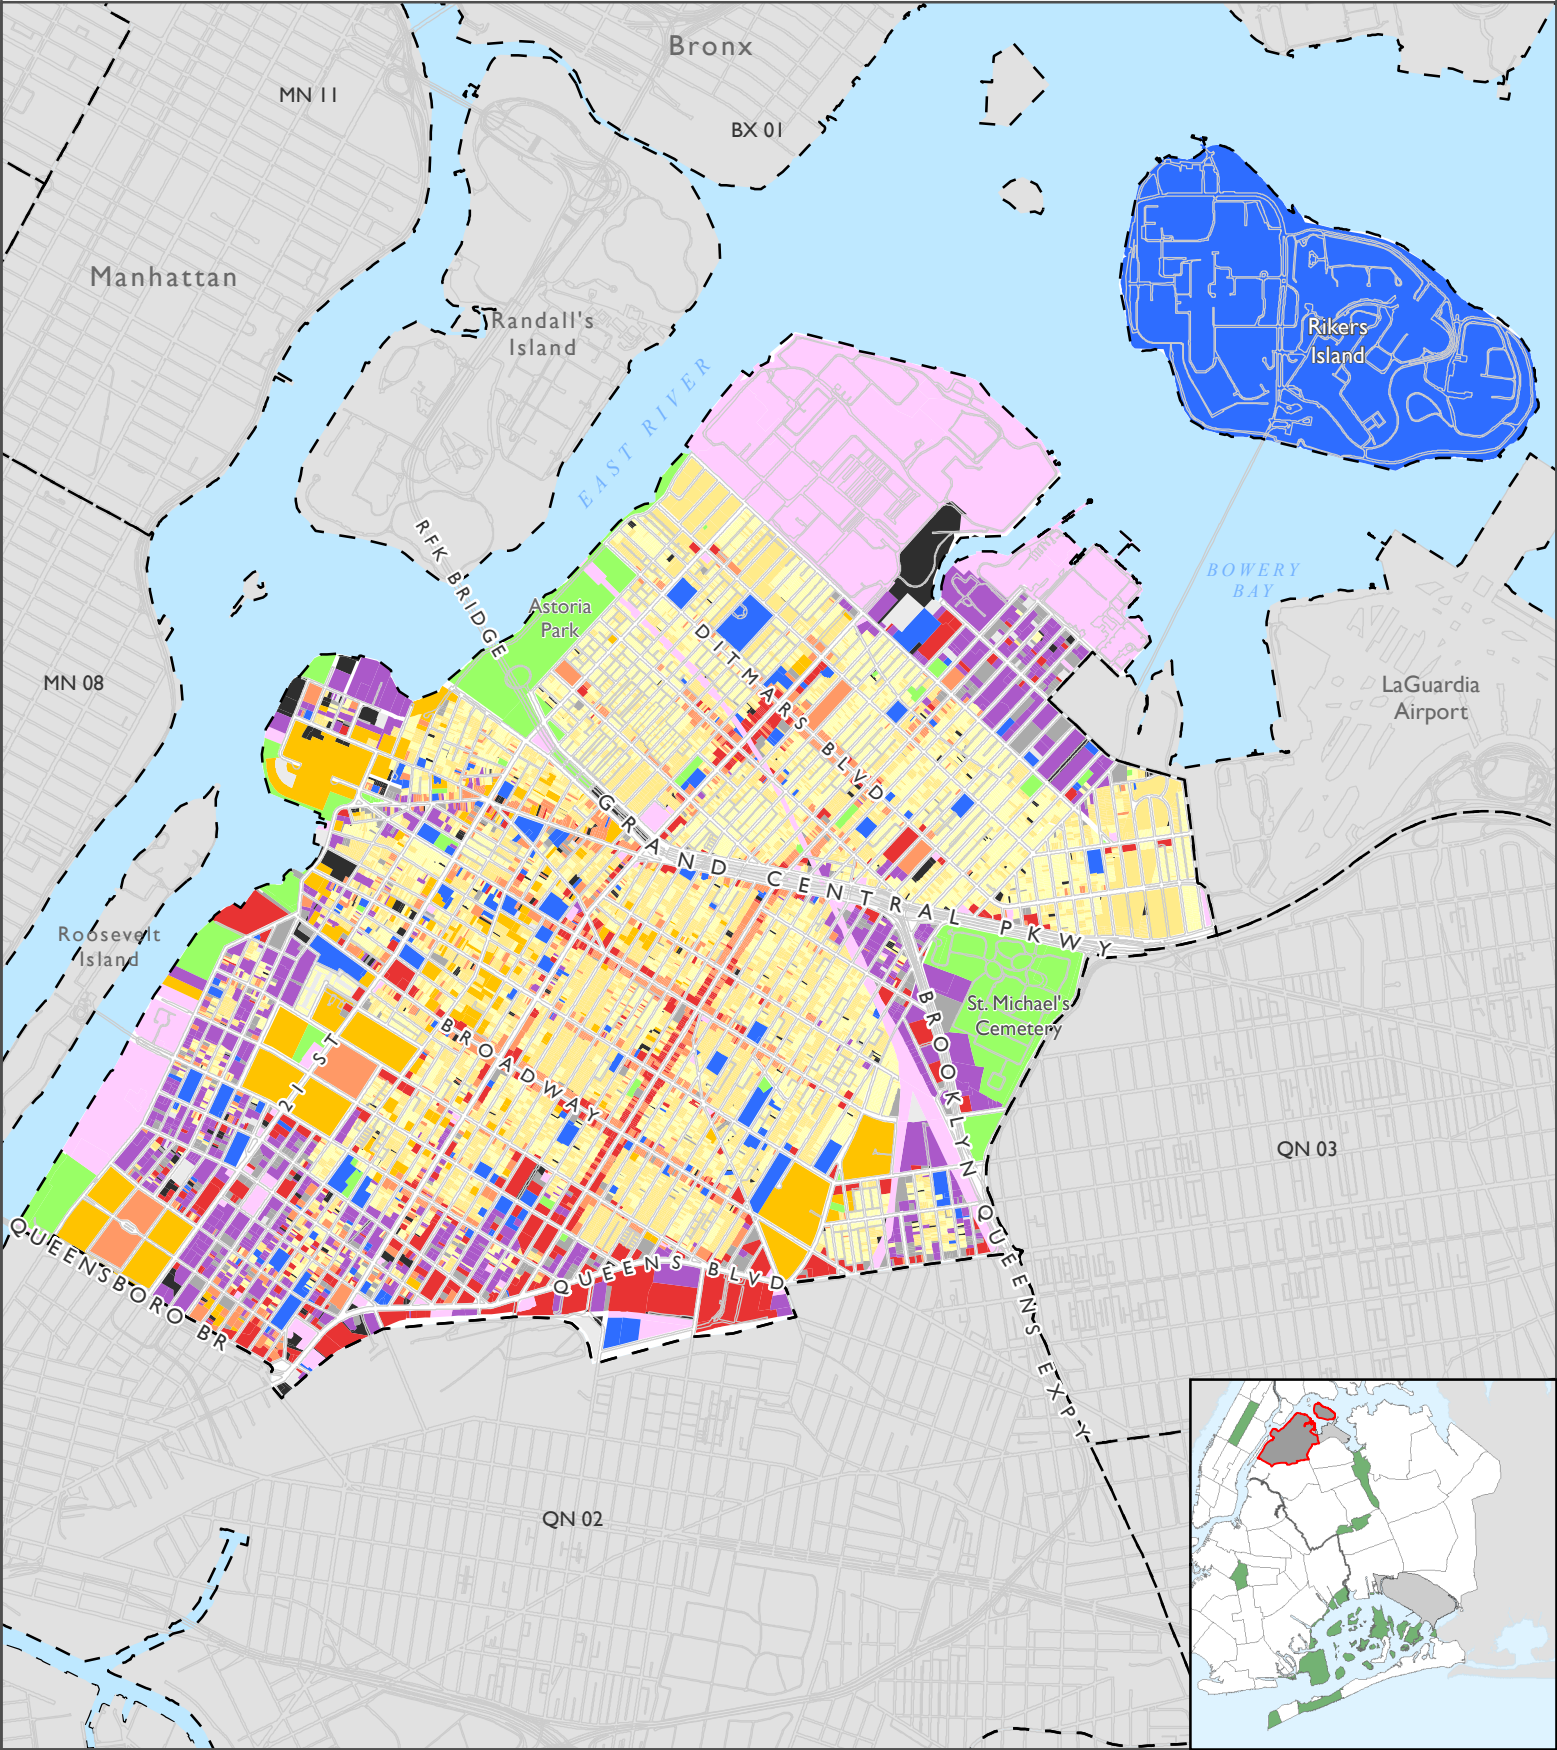 Bronx
MN 11
BX 01
Manhattan
Randall's
Island
Rikers
Island
EAST RIVER
RFK BRIDGE
BOWERY
BAY
Astoria
Park
DITMARS BLVD
MN 08
LaGuardia
Airport
GRAND CENTRAL PKWY
Roosevelt
Island
St. Michael's
Cemetery
BROADWAY
21 ST
BROOKLYN QUEENS EXPY
QN 03
QUEENSBORO BR
QUEENS BLVD
QN 02